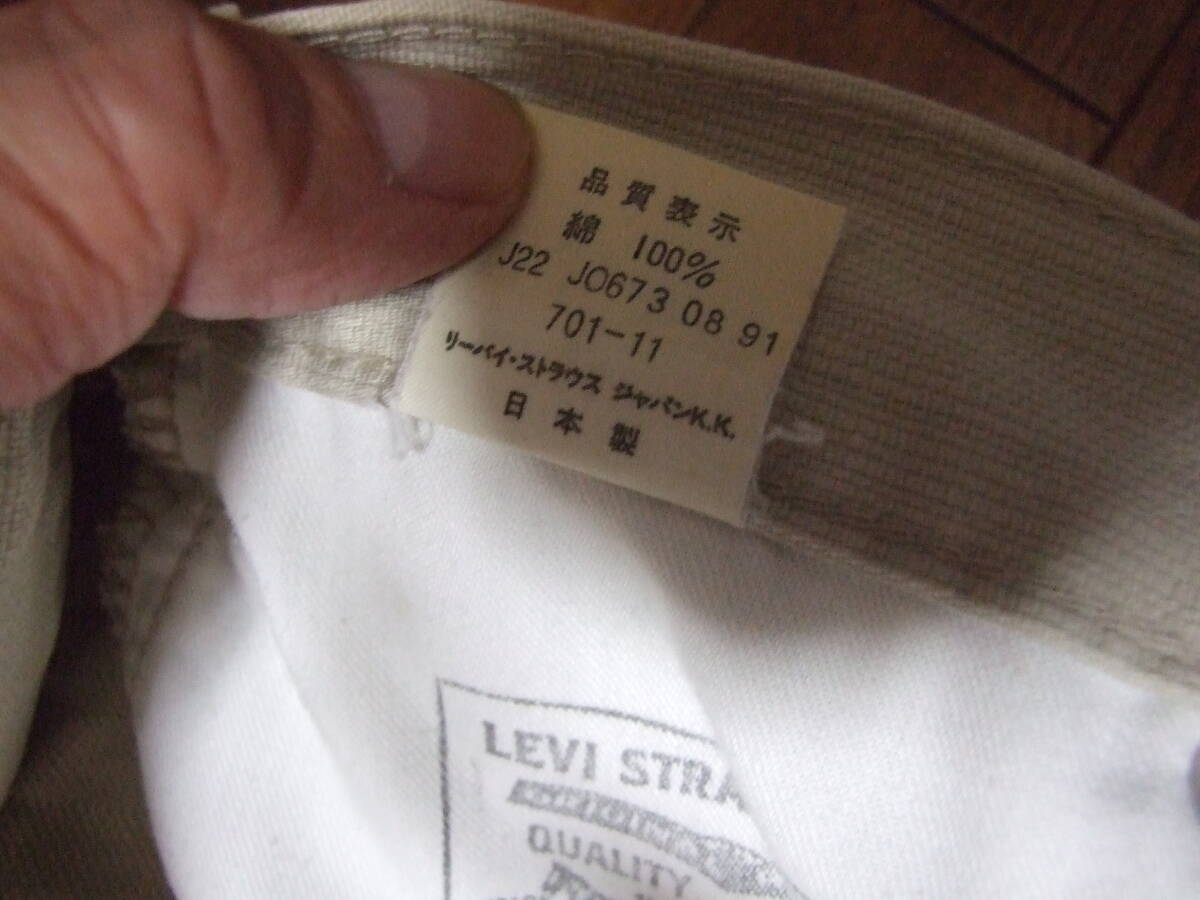 品質表示
綿 100%
J22 JO673 08 91
701-11
リーバイ・ストラウス ジャパンK.K.
日本製
LEVI STRA
QUALITY